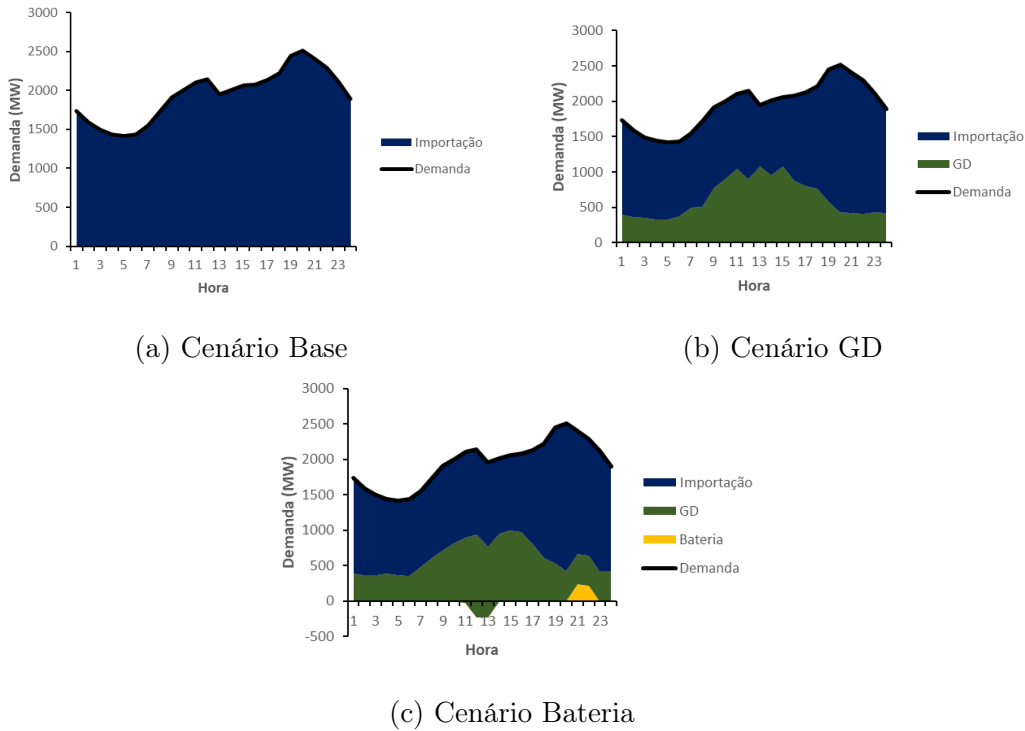 3000
2500
2000
1500
1000
500
0
Demanda (MW)
1 3 5 7 9 11 13 15 17 19 21 23
Hora
Importação
Demanda
(a) Cenário Base
3000
2500
2000
1500
1000
500
0
Demanda (MW)
1 3 5 7 9 11 13 15 17 19 21 23
Hora
Importação
GD
Demanda
(b) Cenário GD
3000
2500
2000
1500
1000
500
0
-500
Demanda (MW)
1 3 5 7 9 11 13 15 17 19 21 23
Hora
Importação
GD
Bateria
Demanda
(c) Cenário Bateria